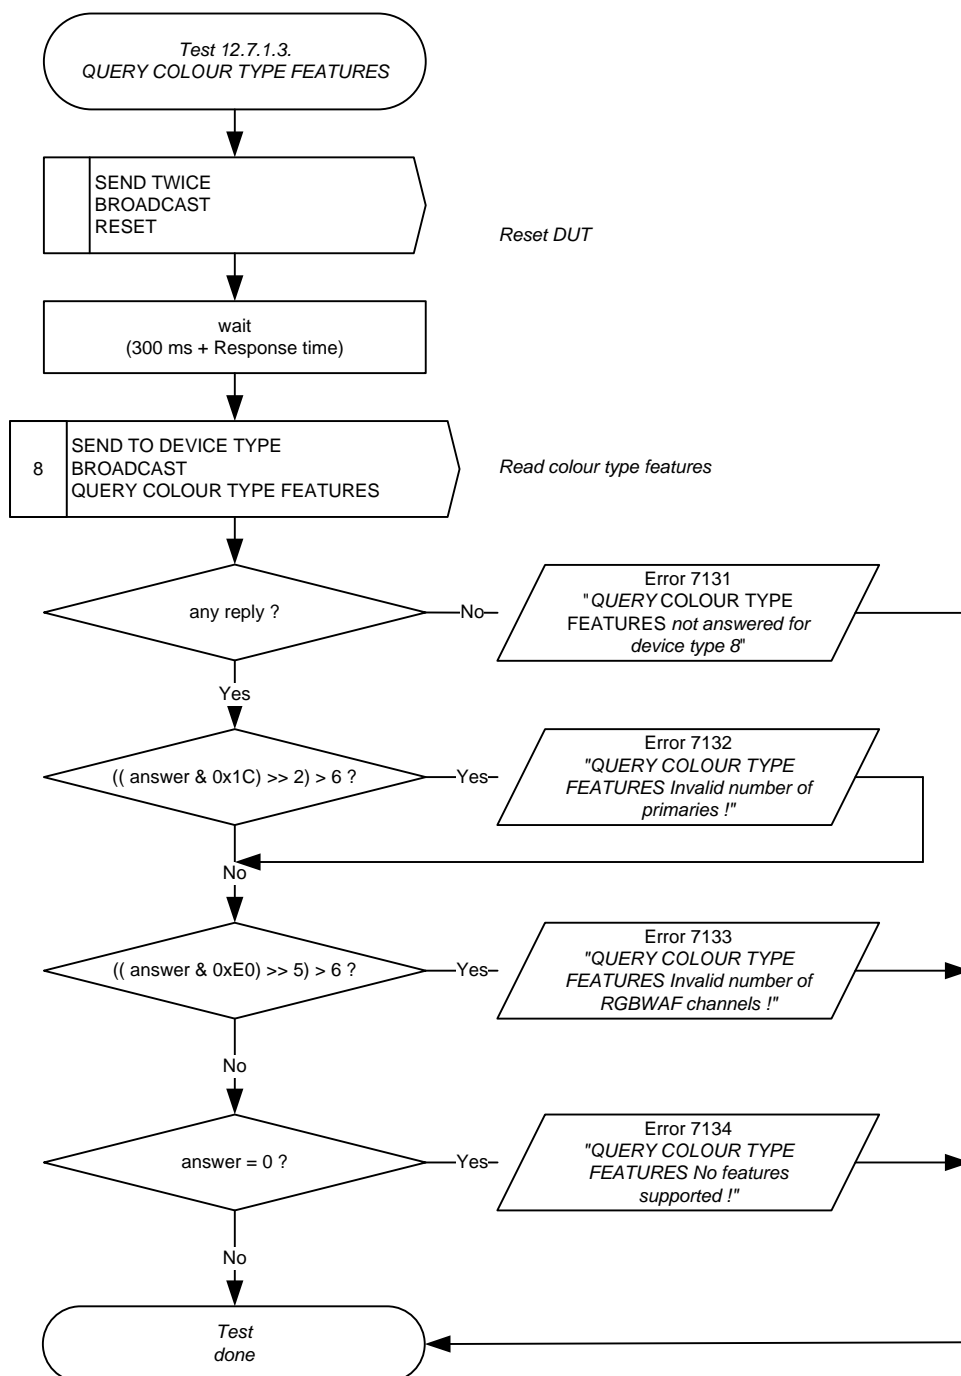 Test 12.7.1.3.
QUERY COLOUR TYPE FEATURES
SEND TWICE
BROADCAST
RESET
Reset DUT
wait
(300 ms + Response time)
8
SEND TO DEVICE TYPE
BROADCAST
QUERY COLOUR TYPE FEATURES
Read colour type features
any reply ?
No
Error 7131
"QUERY COLOUR TYPE
FEATURES not answered for
device type 8"
Yes
(( answer & 0x1C) >> 2) > 6 ?
Yes
Error 7132
"QUERY COLOUR TYPE
FEATURES Invalid number of
primaries !"
No
(( answer & 0xE0) >> 5) > 6 ?
Yes
Error 7133
"QUERY COLOUR TYPE
FEATURES Invalid number of
RGBWAF channels !"
No
answer = 0 ?
Yes
Error 7134
"QUERY COLOUR TYPE
FEATURES No features
supported !"
No
Test
done